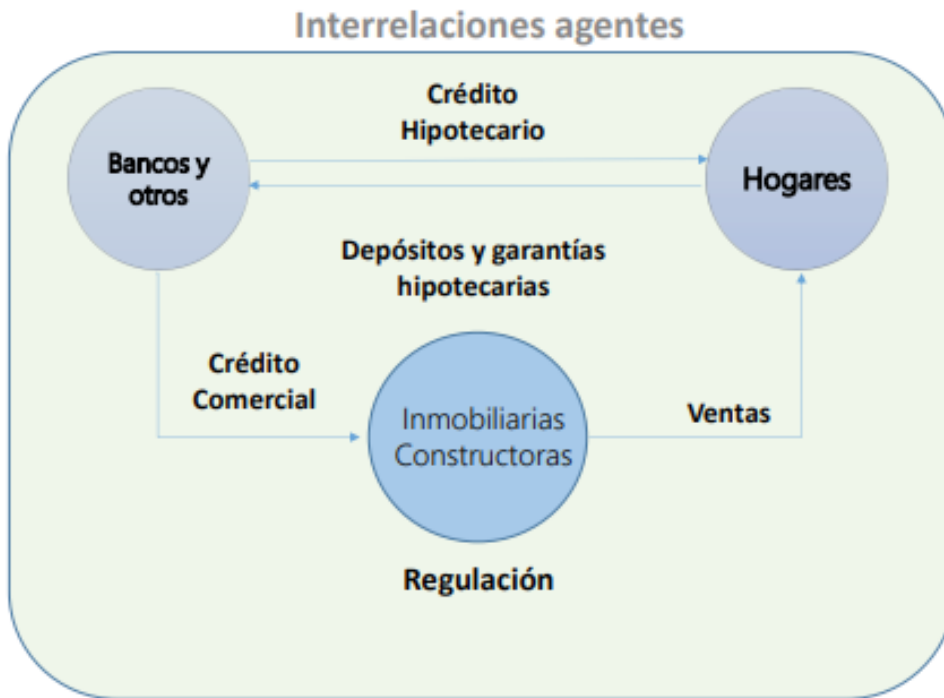 Interrelaciones agentes
Crédito
Hipotecario
Bancos y
otros
Hogares
Depósitos y garantías
hipotecarias
Crédito
Comercial
Inmobiliarias
Constructoras
Ventas
Regulación